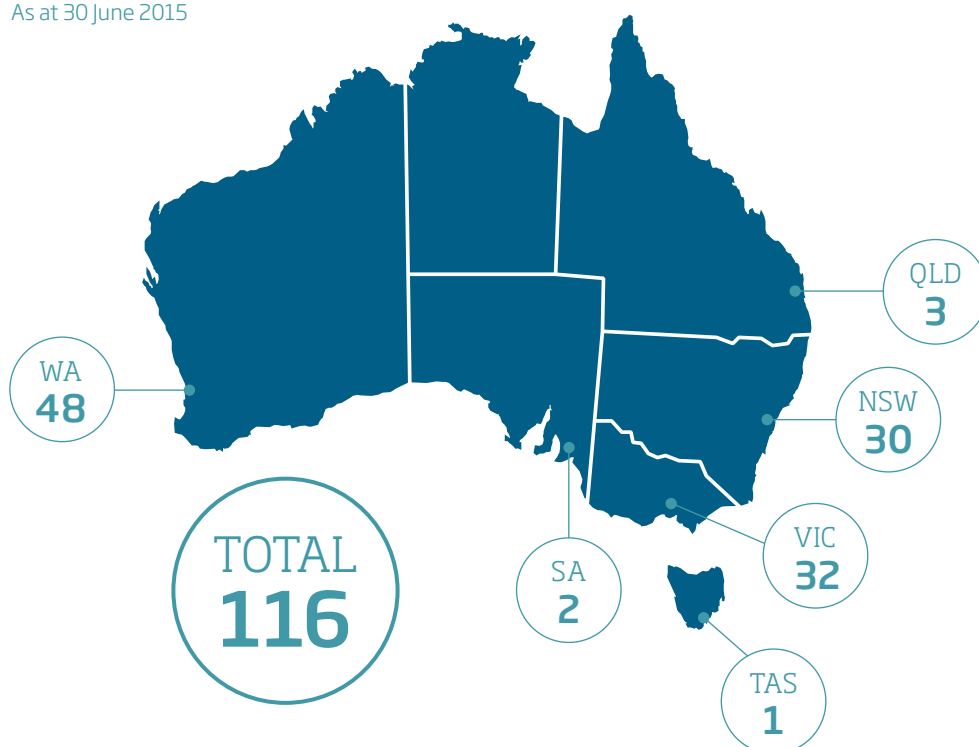 As at 30 June 2015
QLD
3
WA
48
NSW
30
TOTAL
116
SA
2
VIC
32
TAS
1